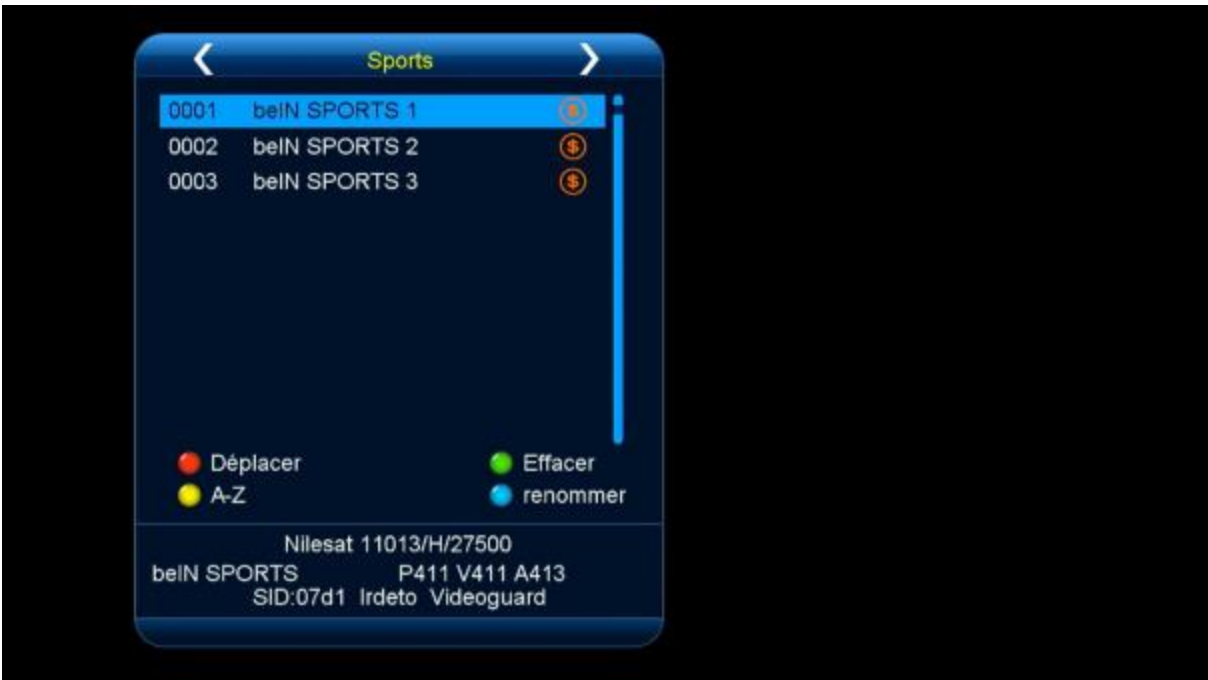 Sports
0001 beIN SPORTS 1
0002 beIN SPORTS 2
0003 beIN SPORTS 3
Déplacer Effacer
A-Z renommer
Nilesat 11013/H/27500
beIN SPORTS P411 V411 A413
SID:07d1 Irdeto Videoguard